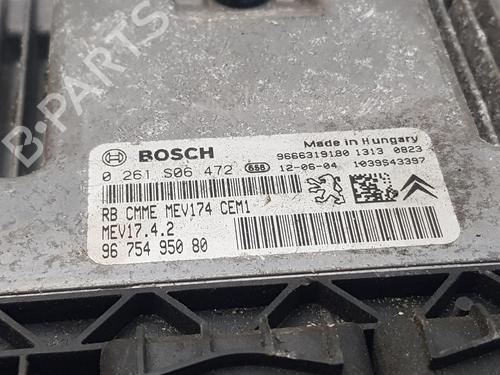 B-Parts
BOSCH
Made in Hungary
0 261 S06 472 658
9666319180 1313 0823
12-06-04 1039S43397
RB CMME MEV174 CEM1
MEV17.4.2
96 754 950 80